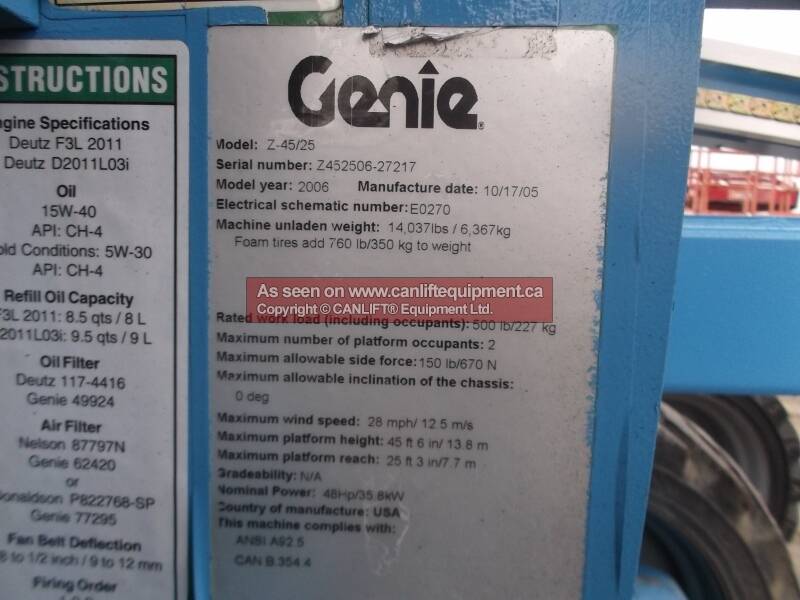 STRUCTIONS
ngine Specifications
Deutz F3L 2011
Deutz D2011L03i
Oil
15W-40
API: CH-4
old Conditions: 5W-30
API: CH-4
Refill Oil Capacity
F3L 2011: 8.5 qts / 8 L
2011L03i: 9.5 qts / 9 L
Oil Filter
Deutz 117-4416
Genie 49924
Air Filter
Nelson 87797N
Genie 62420
or
onaldson P822768-SP
Genie 77295
Fan Belt Deflection
8 to 1/2 inch / 9 to 12 mm
Firing Order
Genie
Model: Z-45/25
Serial number: Z452506-27217
Model year: 2006 Manufacture date: 10/17/05
Electrical schematic number: E0270
Machine unladen weight: 14,037lbs / 6,367kg
Foam tires add 760 lb/350 kg to weight
As seen on www.canliftequipment.ca
Copyright © CANLIFT® Equipment Ltd.
Rated work load (including occupants): 500 lb/227 kg
Maximum number of platform occupants: 2
Maximum allowable side force: 150 lb/670 N
Maximum allowable inclination of the chassis:
0 deg
Maximum wind speed: 28 mph/ 12.5 m/s
Maximum platform height: 45 ft 6 in/ 13.8 m
Maximum platform reach: 25 ft 3 in/7.7 m
Gradeability: N/A
Nominal Power: 48Hp/35.8kW
Country of manufacture: USA
This machine complies with:
ANSI A92.5
CAN B.354.4